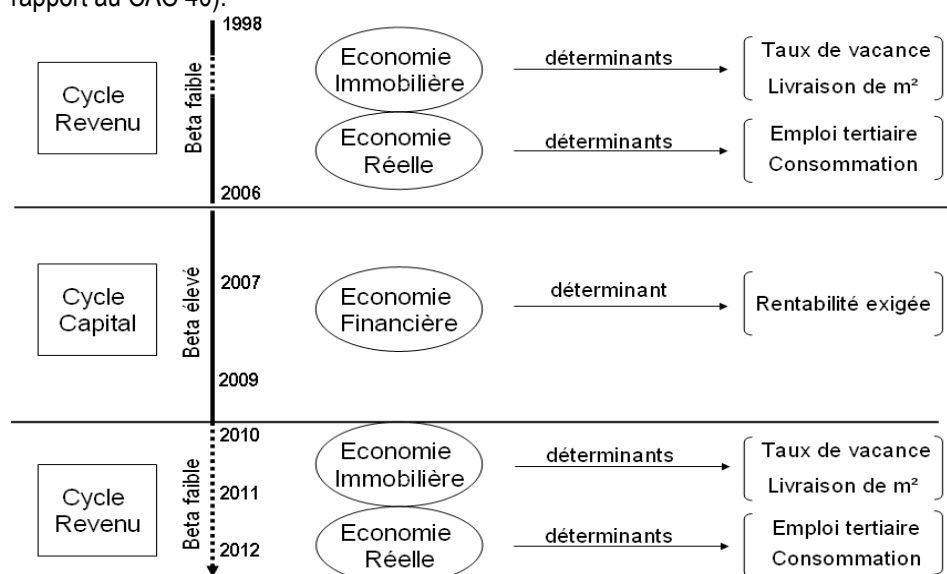 rapport au CAC 40).
1998
Economie
Immobilière
déterminants
Taux de vacance
Livraison de m²
Cycle
Revenu
Beta faible
Economie
Réelle
déterminants
Emploi tertiaire
Consommation
2006
Cycle
Capital
Beta élevé
2007
Economie
Financière
déterminant
Rentabilité exigée
2009
2010
Economie
Immobilière
déterminants
Taux de vacance
Livraison de m²
Cycle
Revenu
Beta faible
2011
2012
Economie
Réelle
déterminants
Emploi tertiaire
Consommation